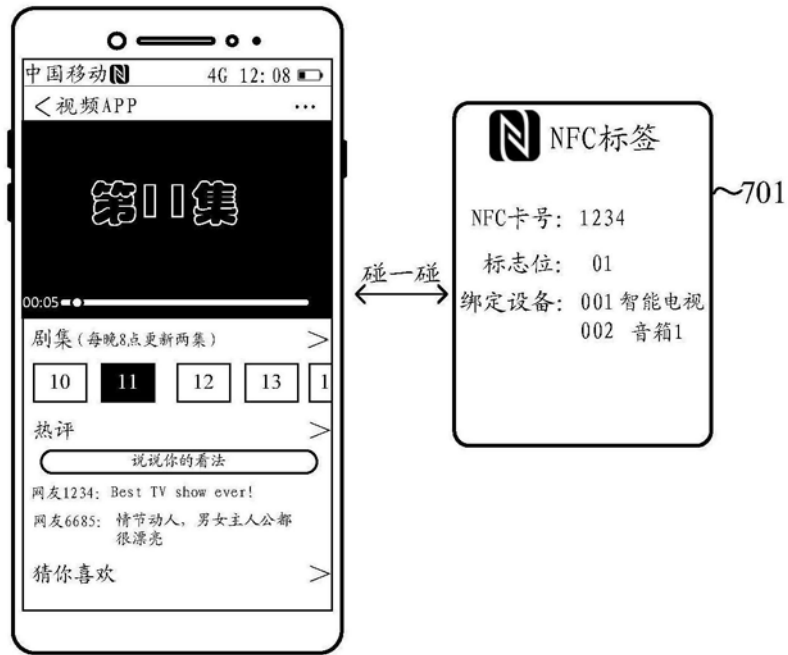 中国移动 4G 12:08
<视频APP ...
第11集
00:05
剧集(每晚8点更新两集) >
10 11 12 13 1
热评 >
说说你的看法
网友1234: Best TV show ever!
网友6685: 情节动人, 男女主人公都
很漂亮
猜你喜欢 >
碰一碰
NFC标签
701
NFC卡号: 1234
标志位: 01
绑定设备: 001 智能电视
002 音箱1